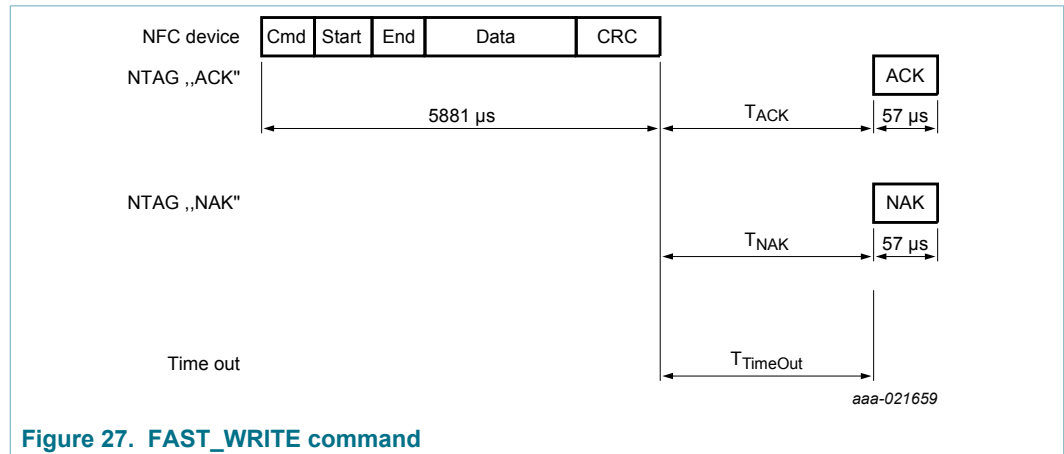 NFC device Cmd Start End Data CRC
NTAG ,,ACK" ACK
5881 µs TACK 57 µs
NTAG ,,NAK" NAK
TNAK 57 µs
Time out TTimeOut
aaa-021659
Figure 27. FAST_WRITE command